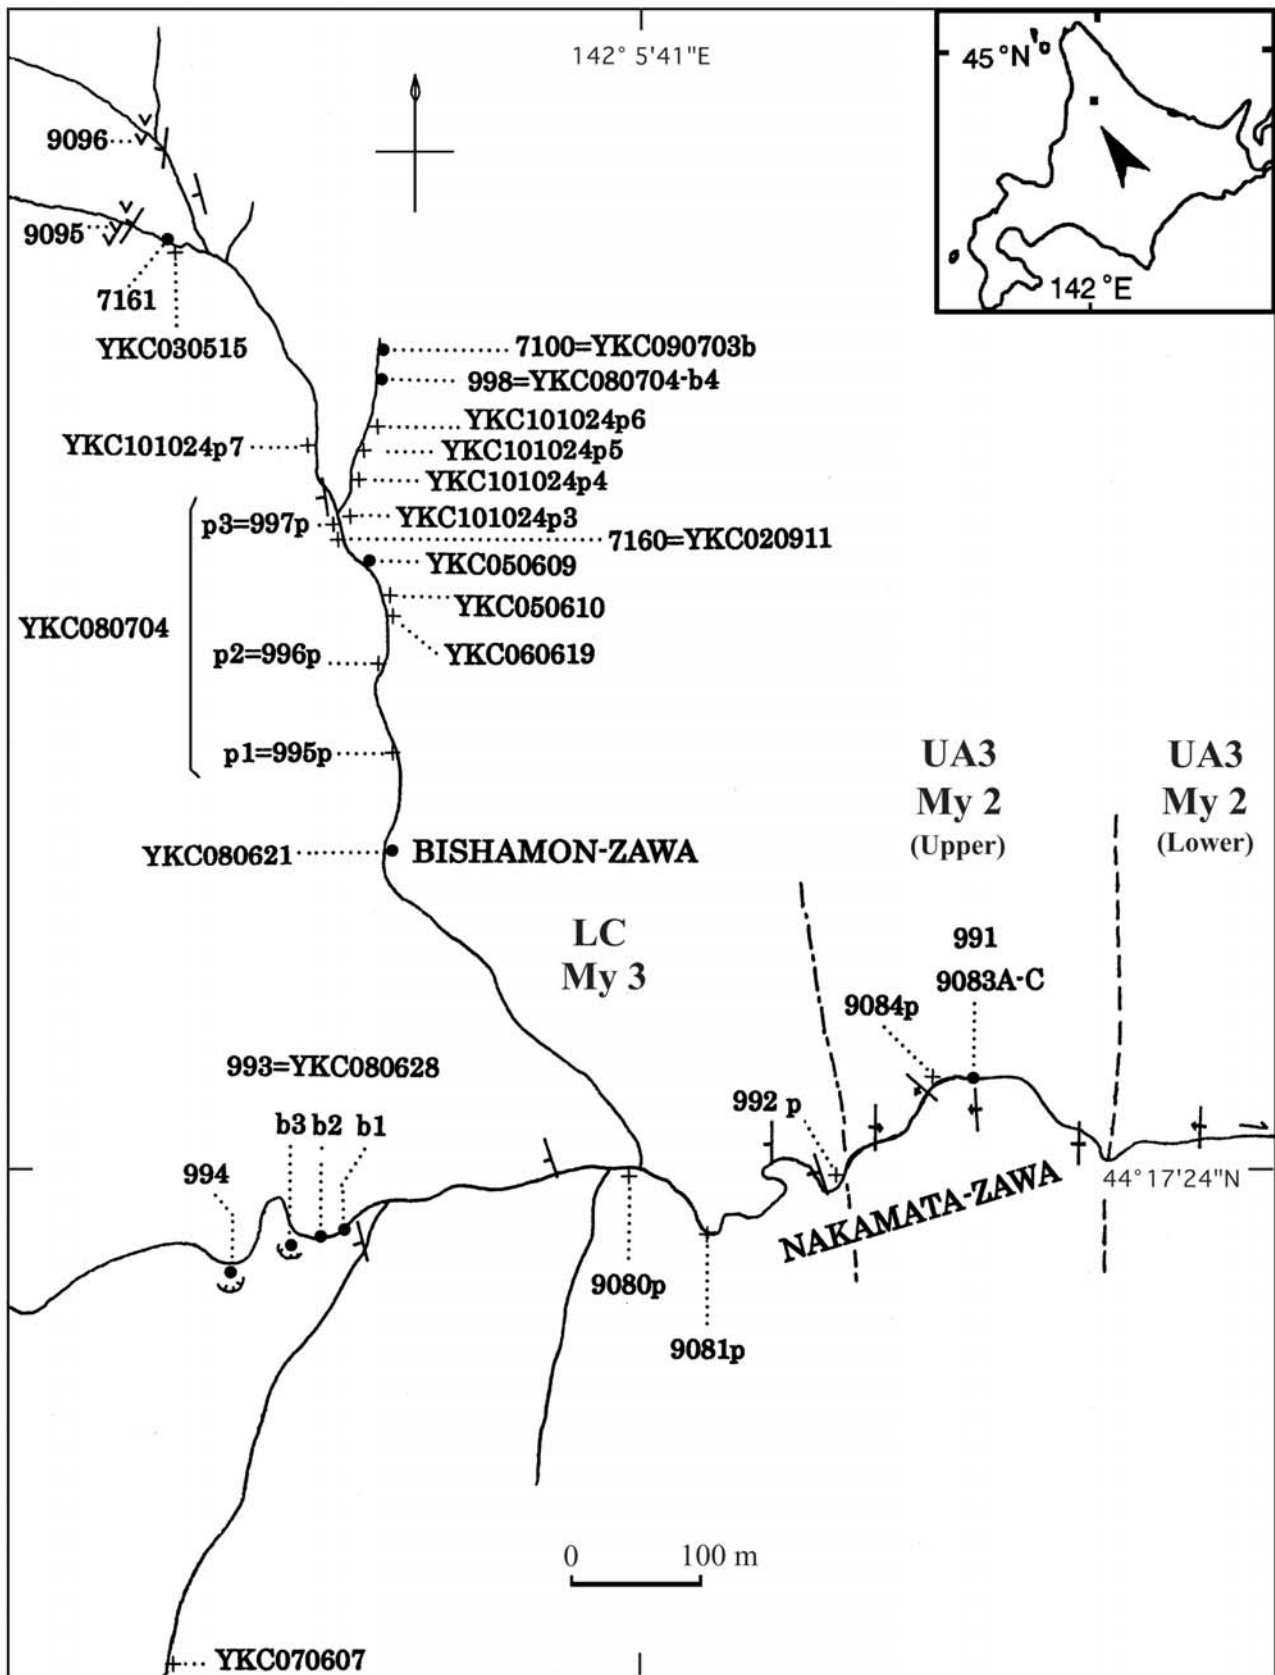 142° 5'41"E
45°N
142°E
9096
9095
7161
YKC030515
7100=YKC090703b
998=YKC080704-b4
YKC101024p6
YKC101024p7
YKC101024p5
YKC101024p4
YKC101024p3
p3=997p
7160=YKC020911
YKC050609
YKC050610
YKC080704
p2=996p
YKC060619
p1=995p
YKC080621
BISHAMON-ZAWA
UA3
My 2
(Upper)
UA3
My 2
(Lower)
LC
My 3
991
9083A-C
9084p
993=YKC080628
b3 b2 b1
992 p
994
44°17'24"N
NAKAMATA-ZAWA
9080p
9081p
0 100 m
YKC070607